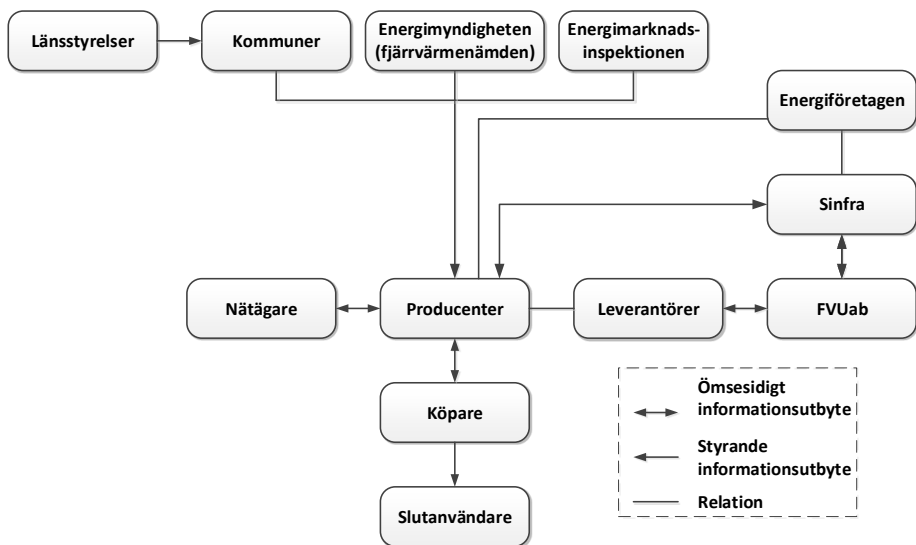 Länsstyrelser
Kommuner
Energimyndigheten
(fjärrvärmenämden)
Energimarknads-
inspektionen
Energiföretagen
Sinfra
Nätägare
Producenter
Leverantörer
FVUab
Köpare
Slutanvändare
Ömsesidigt
informationsutbyte
Styrande
informationsutbyte
Relation